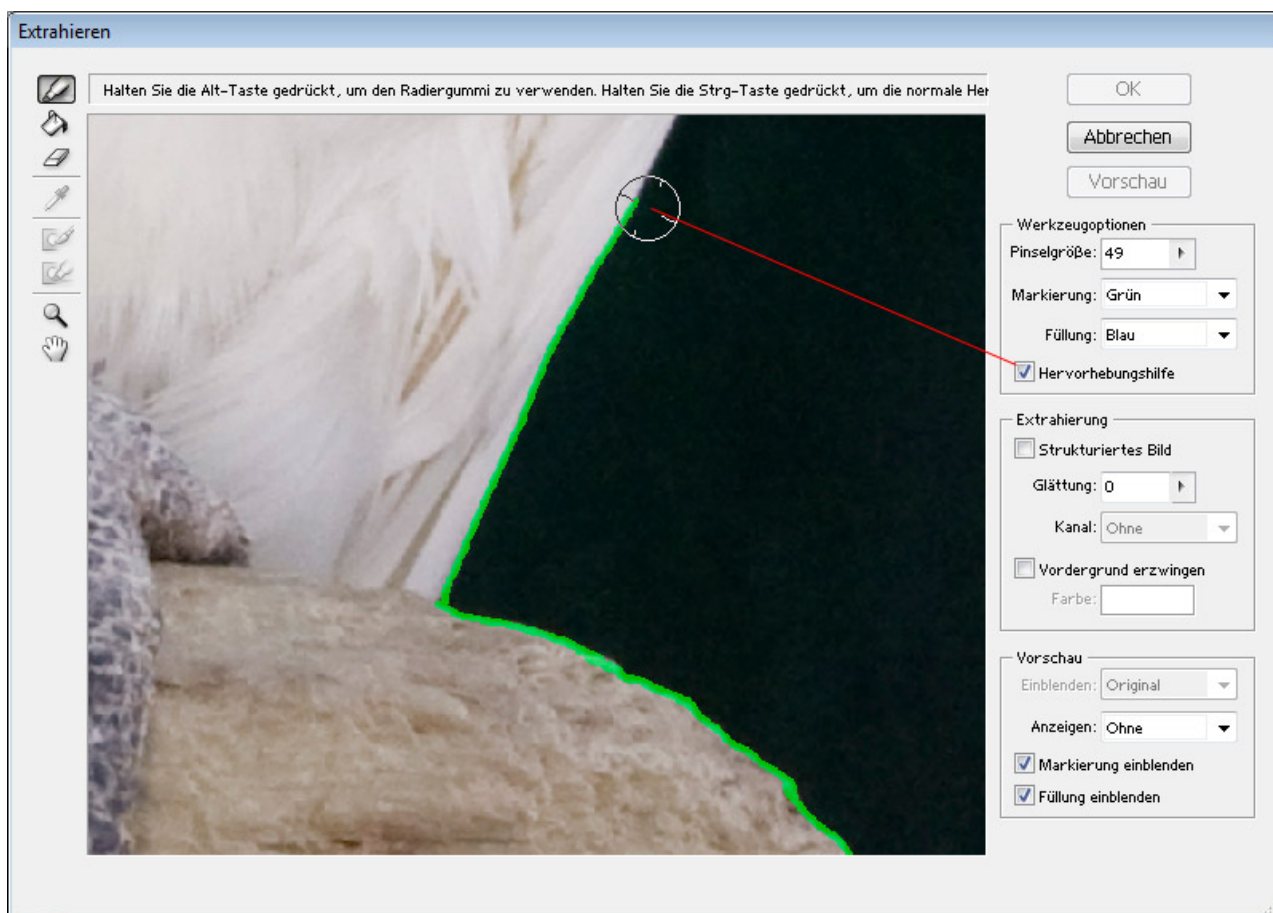 Extrahieren
Halten Sie die Alt-Taste gedrückt, um den Radiergummi zu verwenden. Halten Sie die Strg-Taste gedrückt, um die normale Her
OK
Abbrechen
Vorschau
Werkzeugoptionen
Pinselgröße: 49
Markierung: Grün
Füllung: Blau
Hervorhebungshilfe
Extrahierung
Strukturiertes Bild
Glättung: 0
Kanal: Ohne
Vordergrund erzwingen
Farbe:
Vorschau
Einblenden: Original
Anzeigen: Ohne
Markierung einblenden
Füllung einblenden